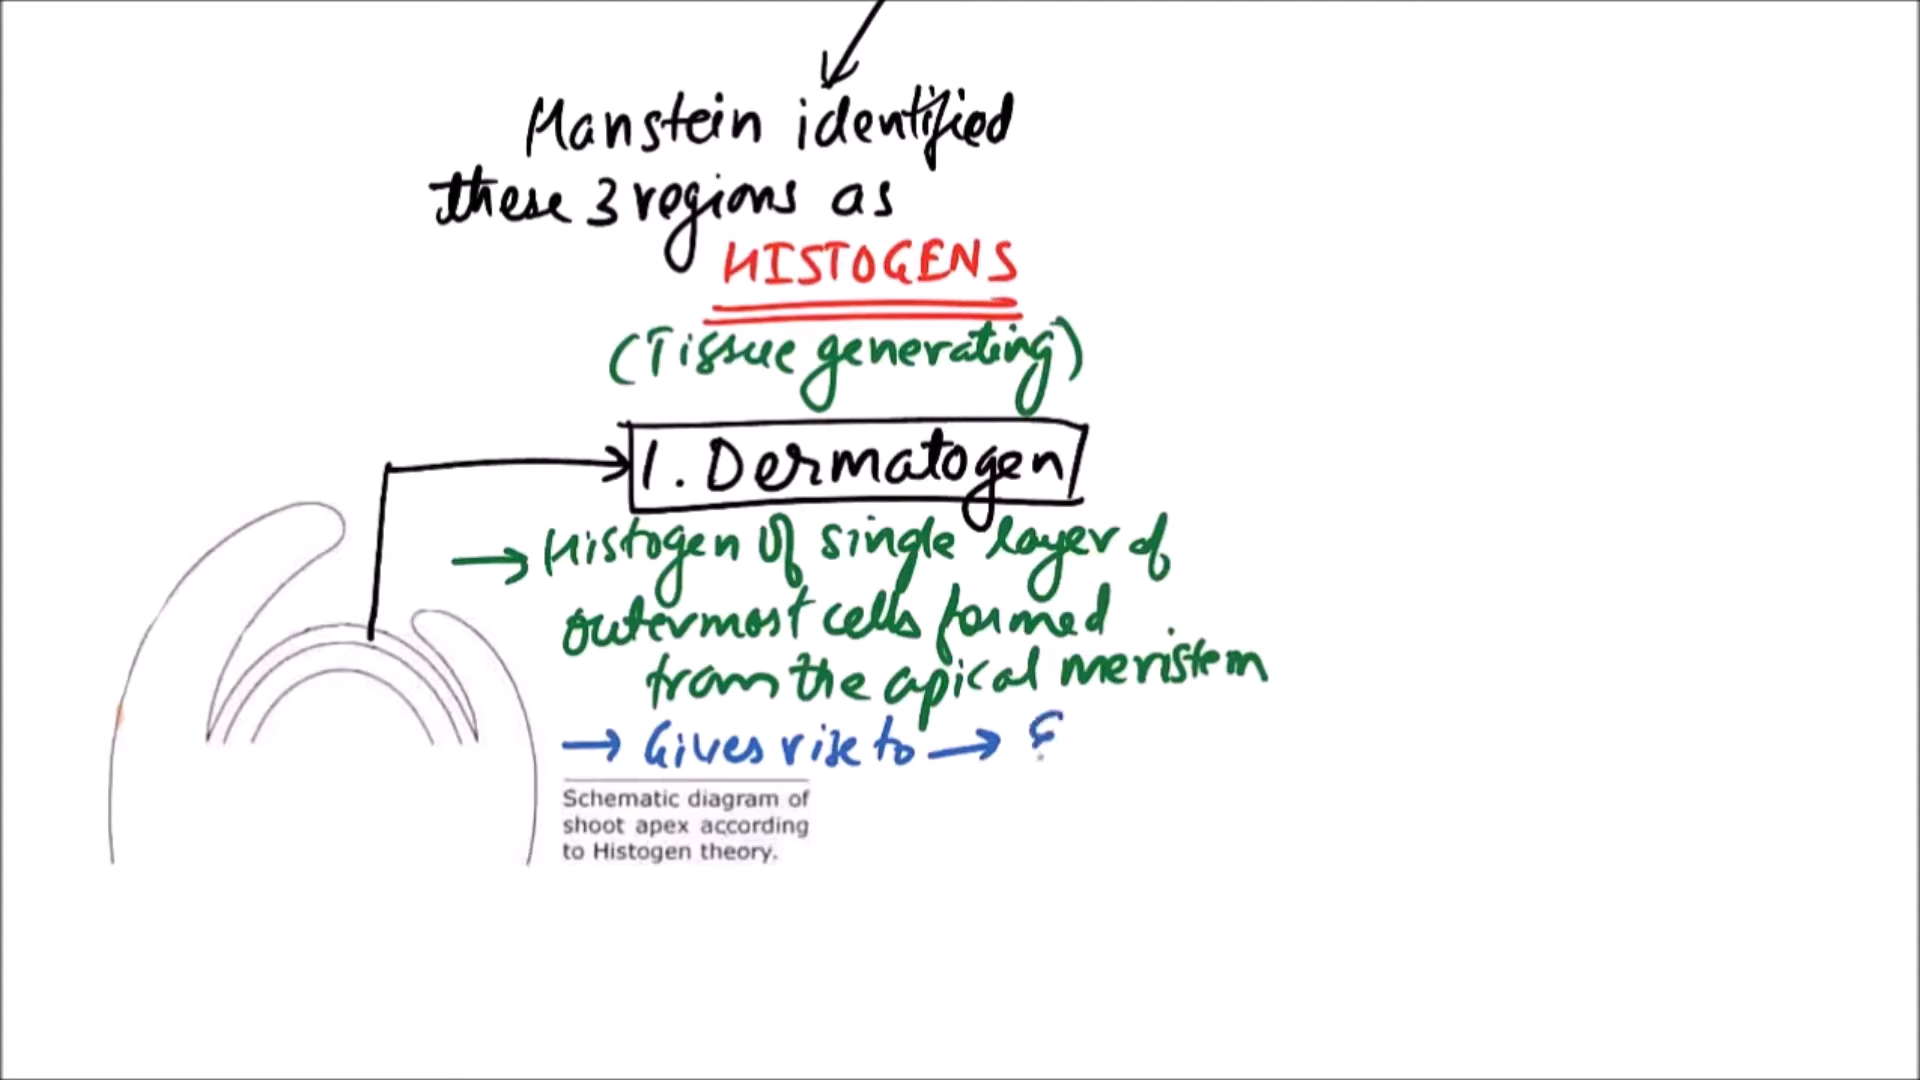 Hanstein identified
these 3 regions as
HISTOGENS
(Tissue generating)
1. Dermatogen
→ Histogen of single layer of
outermost cells formed
from the apical meristem
→ Gives rise to →
Schematic diagram of
shoot apex according
to Histogen theory.